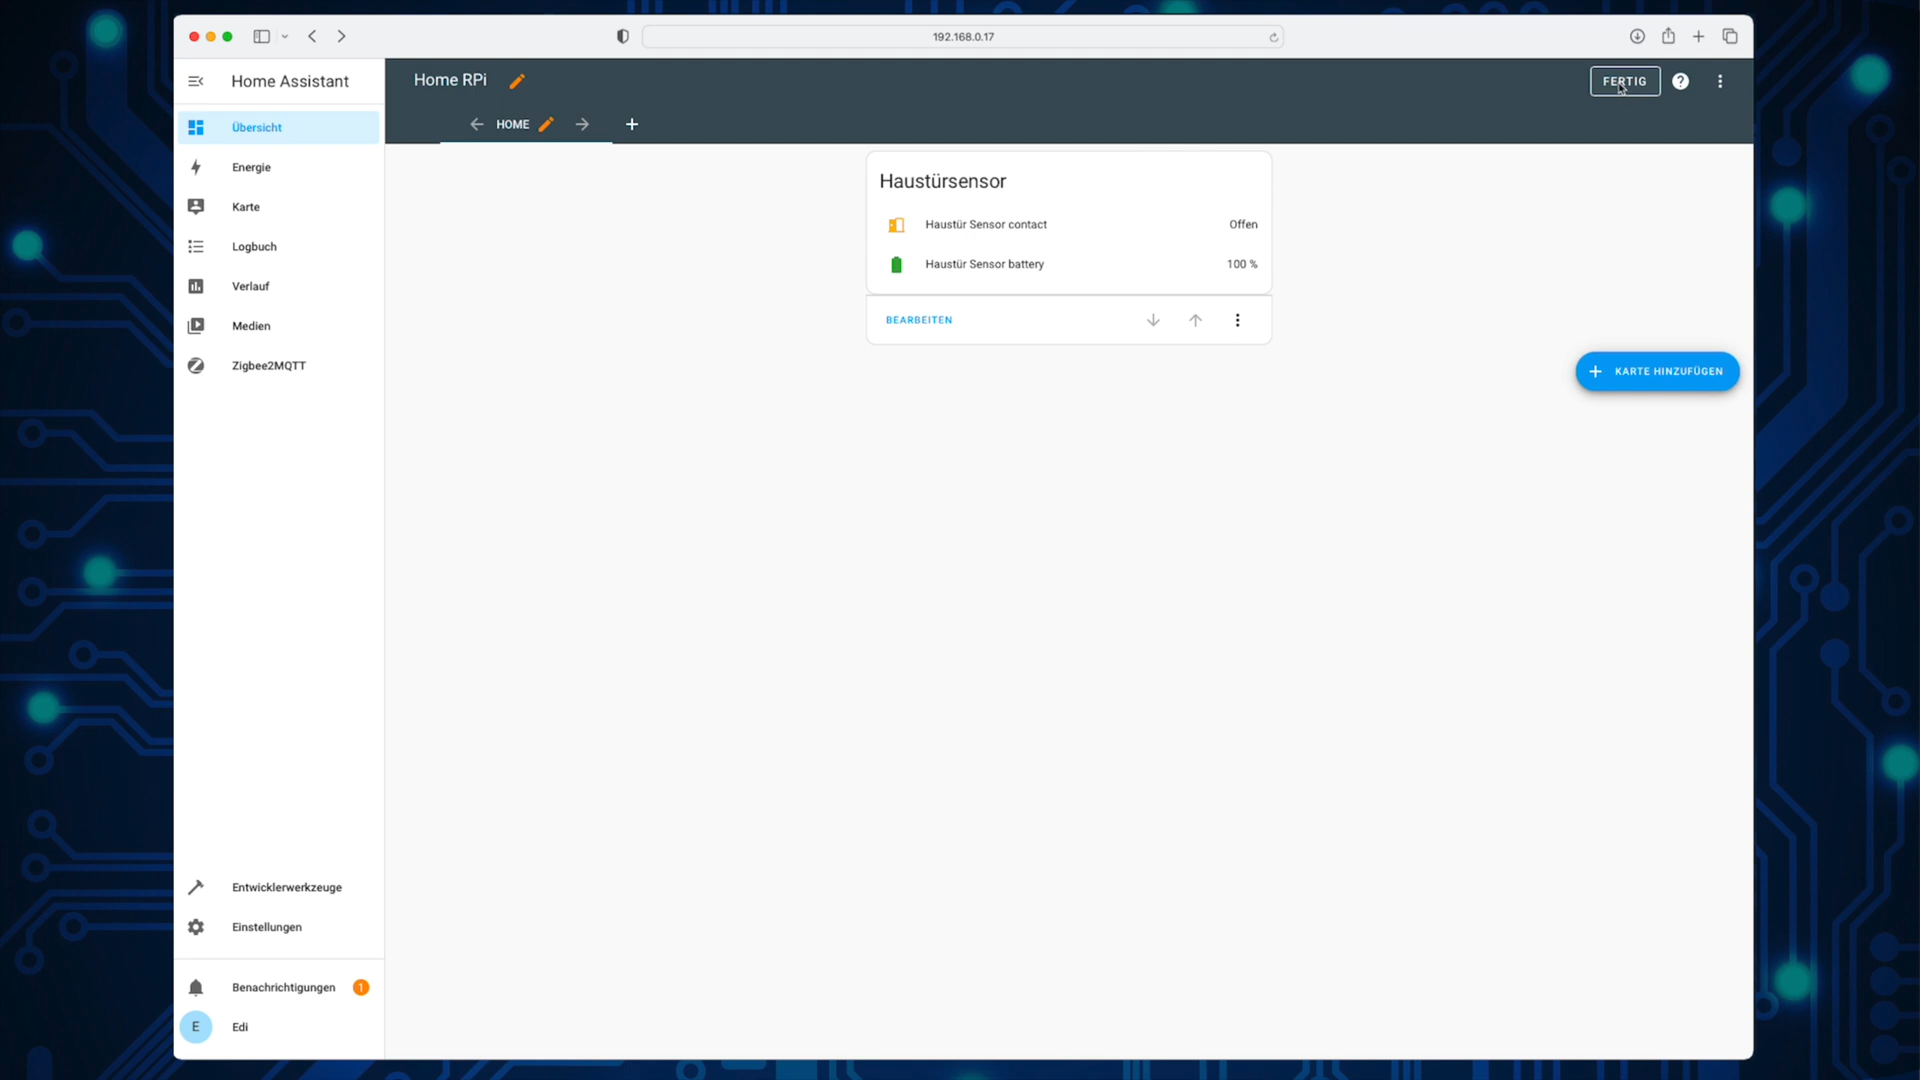 192.168.0.17
Home Assistant
Home RPi
FERTIG
HOME
Übersicht
Energie
Karte
Logbuch
Verlauf
Medien
Zigbee2MQTT
Haustürsensor
Haustür Sensor contact Offen
Haustür Sensor battery 100 %
BEARBEITEN
KARTE HINZUFÜGEN
Entwicklerwerkzeuge
Einstellungen
Benachrichtigungen 1
E Edi